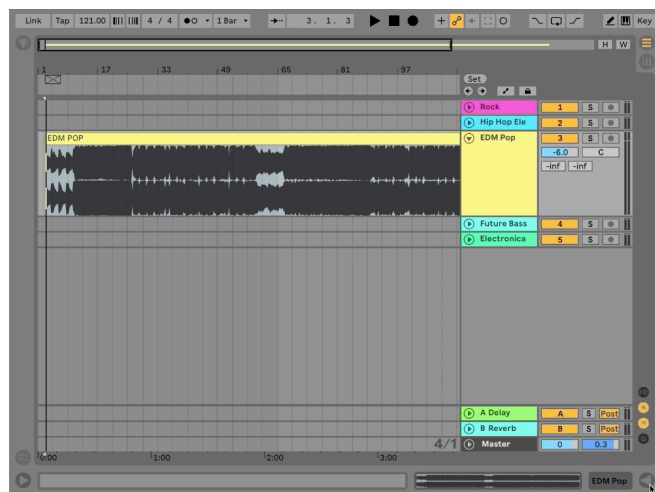 Link Tap 121.00 4 / 4 1 Bar 3. 1. 3 Key
H W
1 17 33 49 65 81 97
Set
Rock 1 S
Hip Hop Ele 2 S
EDM POP
EDM Pop 3 S
-6.0 C
-inf -inf
Future Bass 4 S
Electronica 5 S
A Delay A S Post
B Reverb B S Post
4/1 Master 0 0.3
0:00 1:00 2:00 3:00
EDM Pop